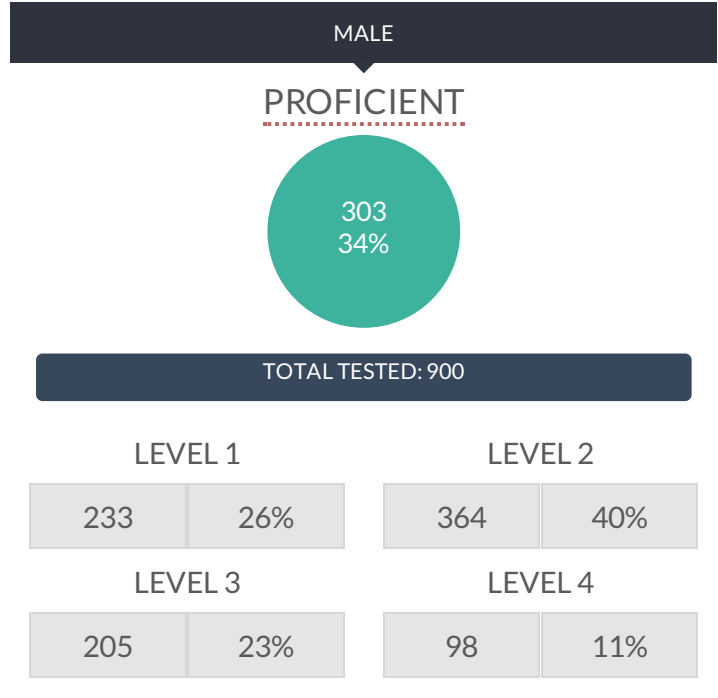 MALE
PROFICIENT
303
34%
TOTAL TESTED: 900
LEVEL 1 LEVEL 2
233 26% 364 40%
LEVEL 3 LEVEL 4
205 23% 98 11%